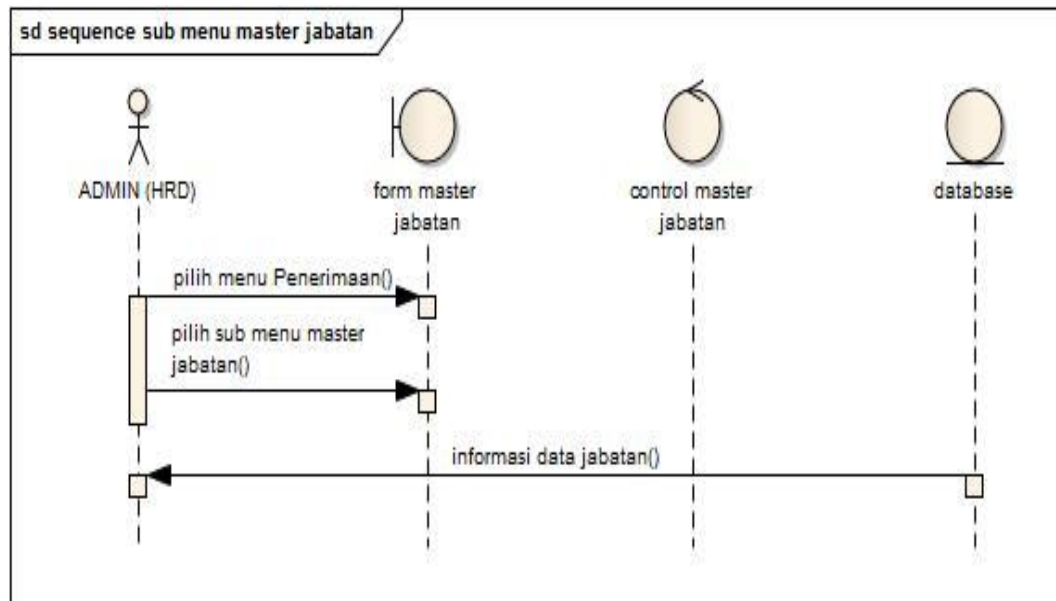 sd sequence sub menu master jabatan
ADMIN (HRD)
form master
jabatan
control master
jabatan
database
pilih menu Penerimaan()
pilih sub menu master
jabatan()
informasi data jabatan()